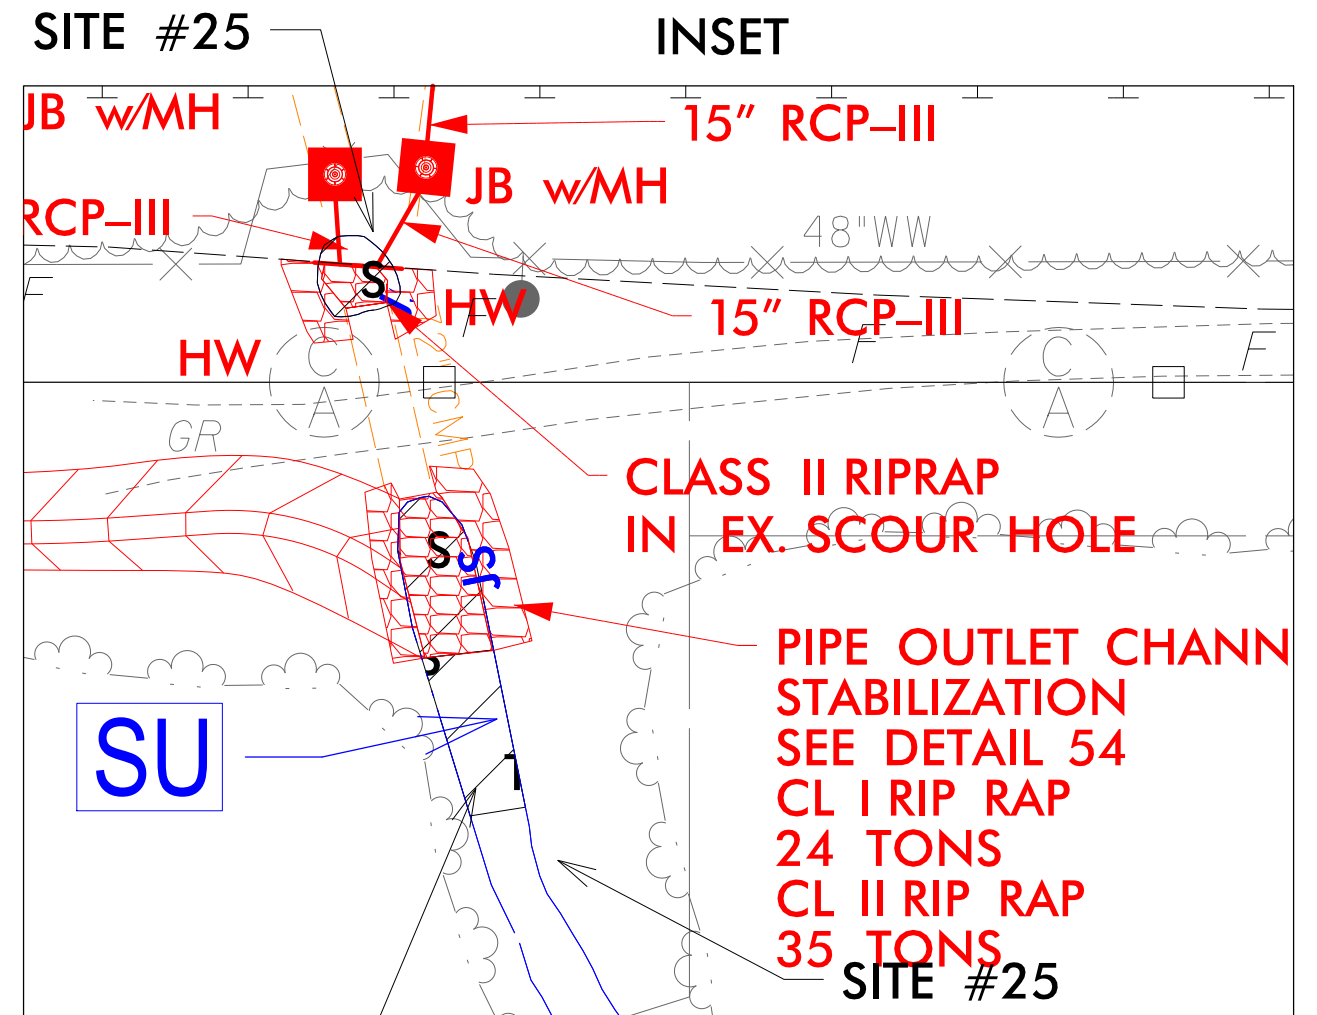 SITE #25
INSET
JB w/MH
15" RCP-III
JB w/MH
RCP-III
48"WW
S
HW
15" RCP-III
F
F
F
HW
C
A
C
A
CMP
GR
CLASS II RIPRAP
IN EX. SCOUR HOLE
S
PIPE OUTLET CHANN
STABILIZATION
SEE DETAIL 54
CL I RIP RAP
24 TONS
CL II RIP RAP
35 TONS
SU
SITE #25